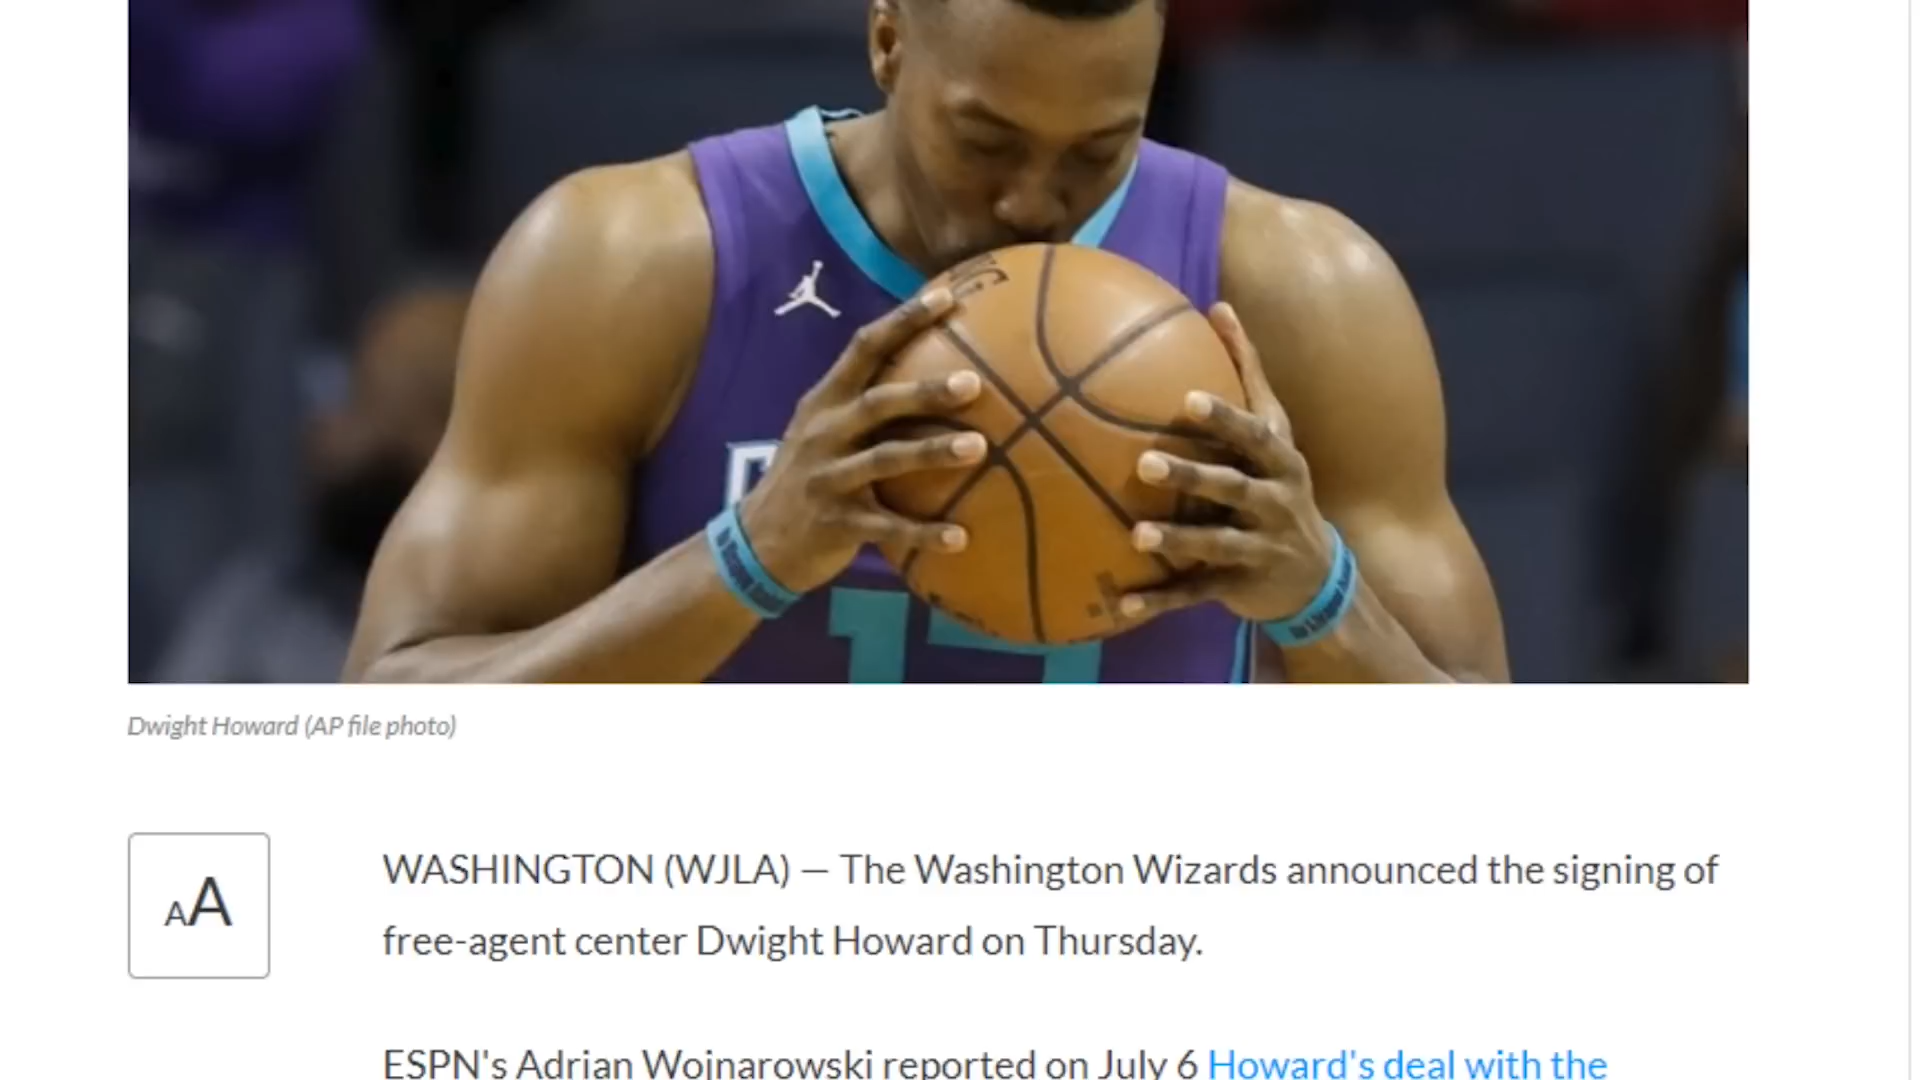 12
Dwight Howard (AP file photo)
AA
WASHINGTON (WJLA) — The Washington Wizards announced the signing of
free-agent center Dwight Howard on Thursday.
ESPN's Adrian Wojnarowski reported on July 6 Howard's deal with the